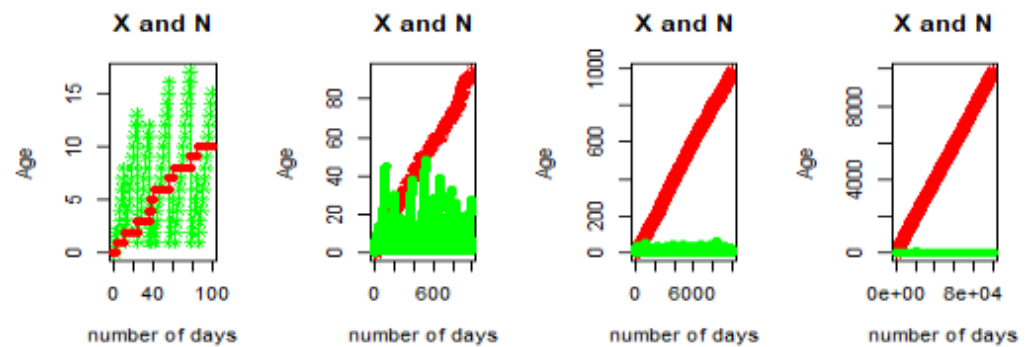 X and N X and N X and N X and N
Age
15
10
5
0
0 40 100
number of days
Age
80
60
40
20
0
0 600
number of days
Age
1000
600
200
0
0 6000
number of days
Age
8000
4000
0
0e+00 8e+04
number of days